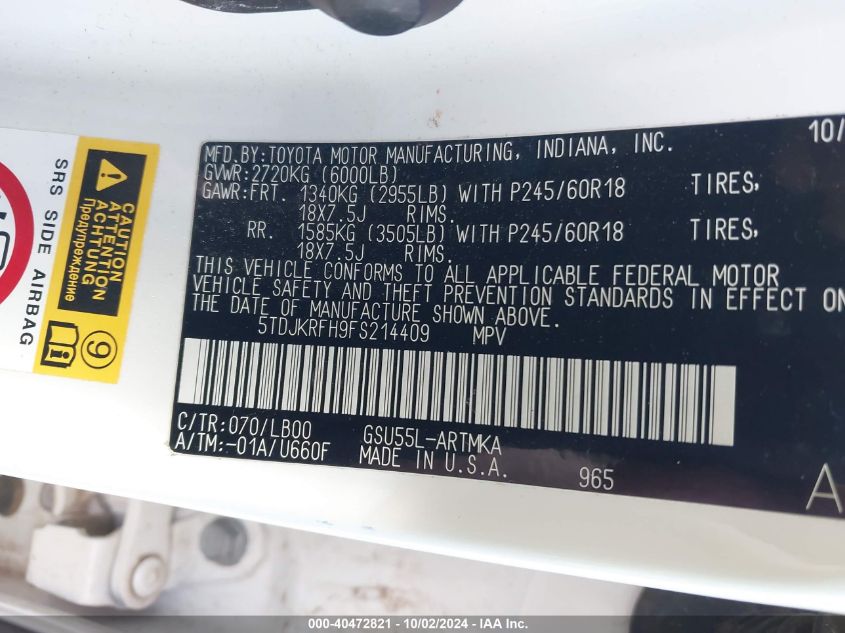 MFD.BY:TOYOTA MOTOR MANUFACTURING, INDIANA, INC. 10/
GVWR:2720KG (6000LB)
GAWR:FRT. 1340KG (2955LB) WITH P245/60R18 TIRES,
18X7.5J RIMS.
RR. 1585KG (3505LB) WITH P245/60R18 TIRES,
18X7.5J RIMS.
THIS VEHICLE CONFORMS TO ALL APPLICABLE FEDERAL MOTOR
VEHICLE SAFETY AND THEFT PREVENTION STANDARDS IN EFFECT ON
THE DATE OF MANUFACTURE SHOWN ABOVE.
5TDJKRFH9FS214409 MPV
C/TR:070/LB00 GSU55L-ARTMKA
A/TM:-01A/U660F MADE IN U.S.A. 965
A
SRS SIDE AIRBAG
CAUTION
ATTENTION
ACHTUNG
Предупреждение
9
000-40472821 - 10/02/2024 - IAA Inc.